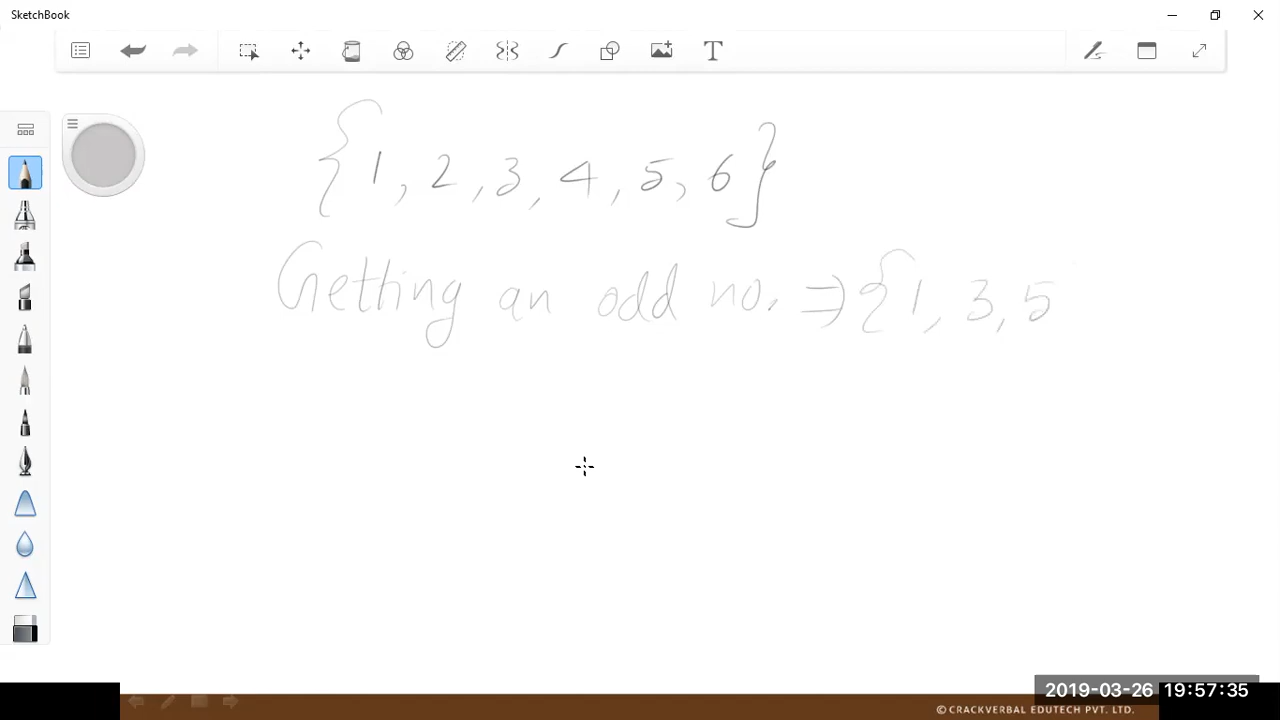 SketchBook
T
{1, 2, 3, 4, 5, 6}
Getting an odd no. ⇒ {1, 3, 5
2019-03-26 19:57:35
© CRACKVERBAL EDUTECH PVT. LTD.